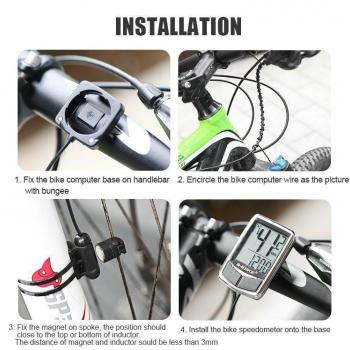 INSTALLATION
1. Fix the bike computer base on handlebar
with bungee
2. Encircle the bike computer wire as the picture
3. Fix the magnet on spoke, the position should
close to the top or bottom of inductor.
The distance of magnet and inductor sould be less than 3mm
4. Install the bike speedometer onto the base